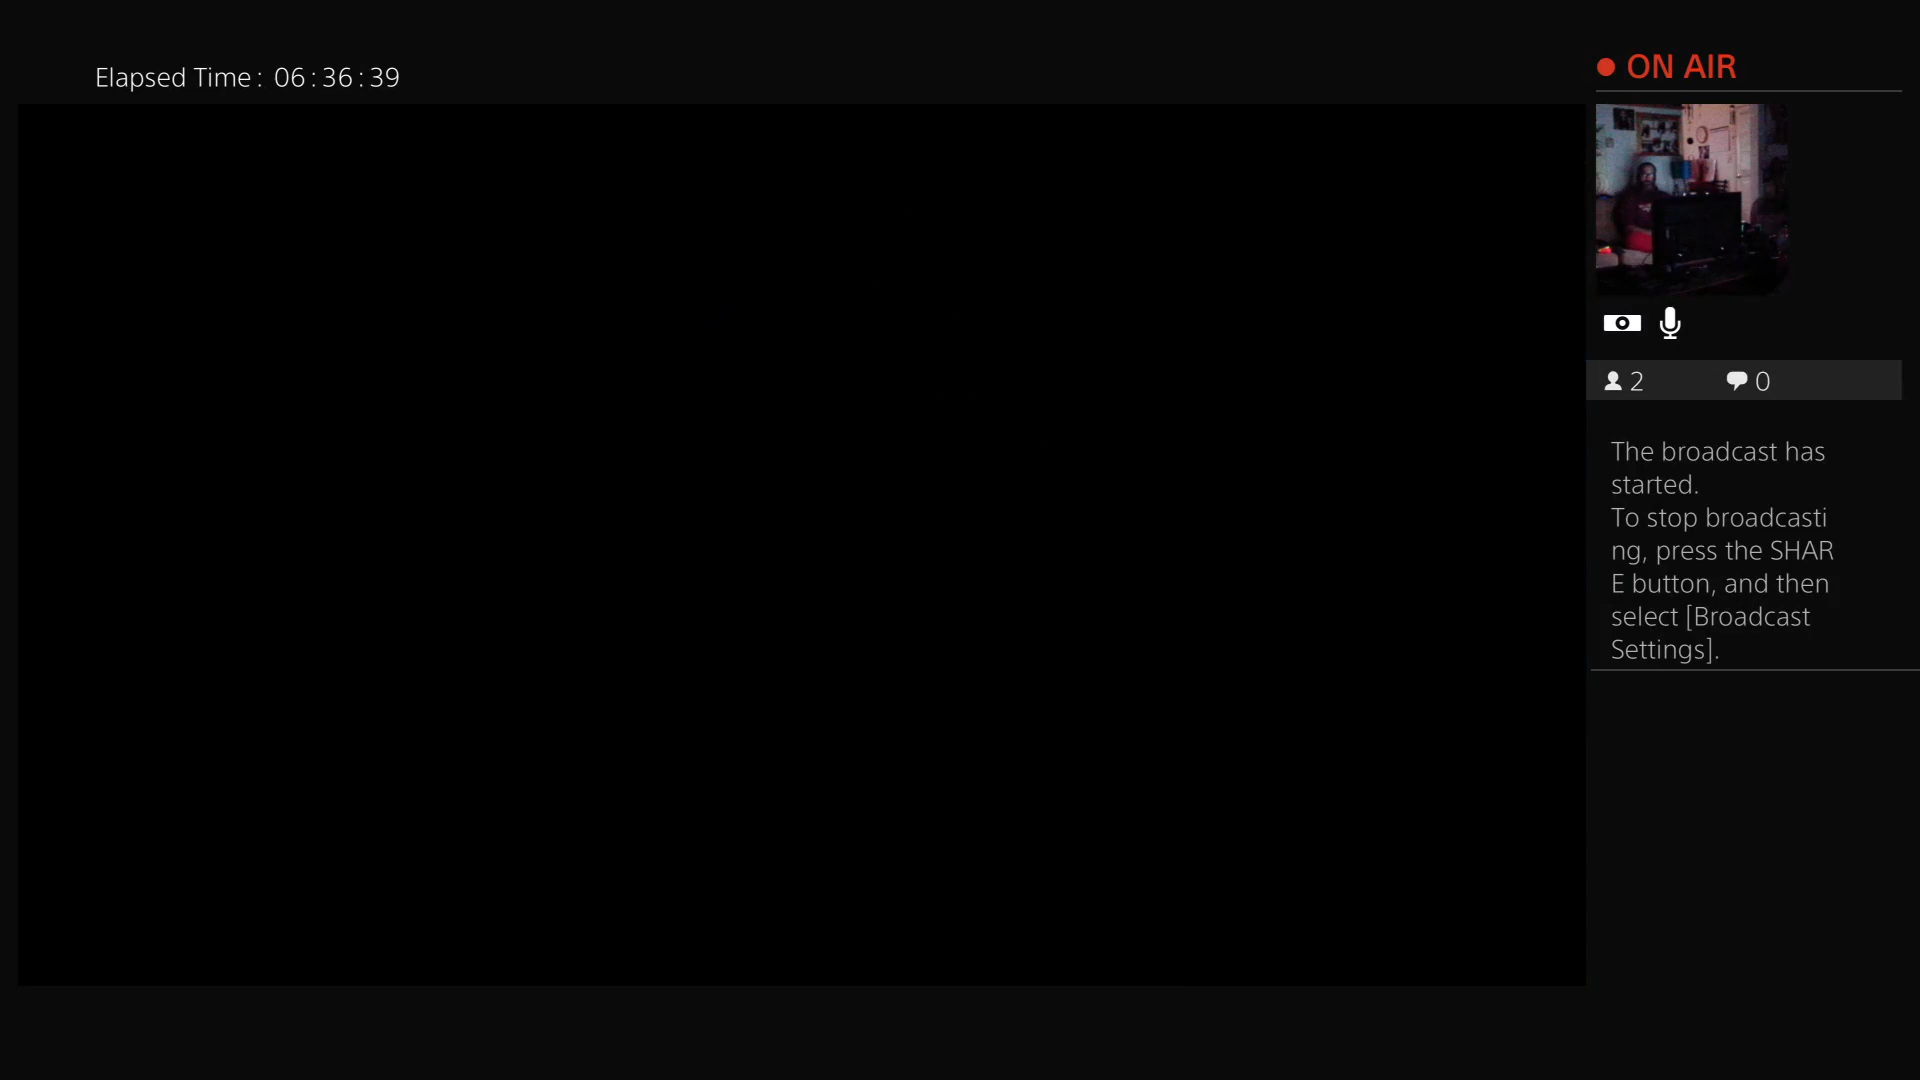 Elapsed Time: 06:36:39
ON AIR
2 0
The broadcast has
started.
To stop broadcasti
ng, press the SHAR
E button, and then
select [Broadcast
Settings].